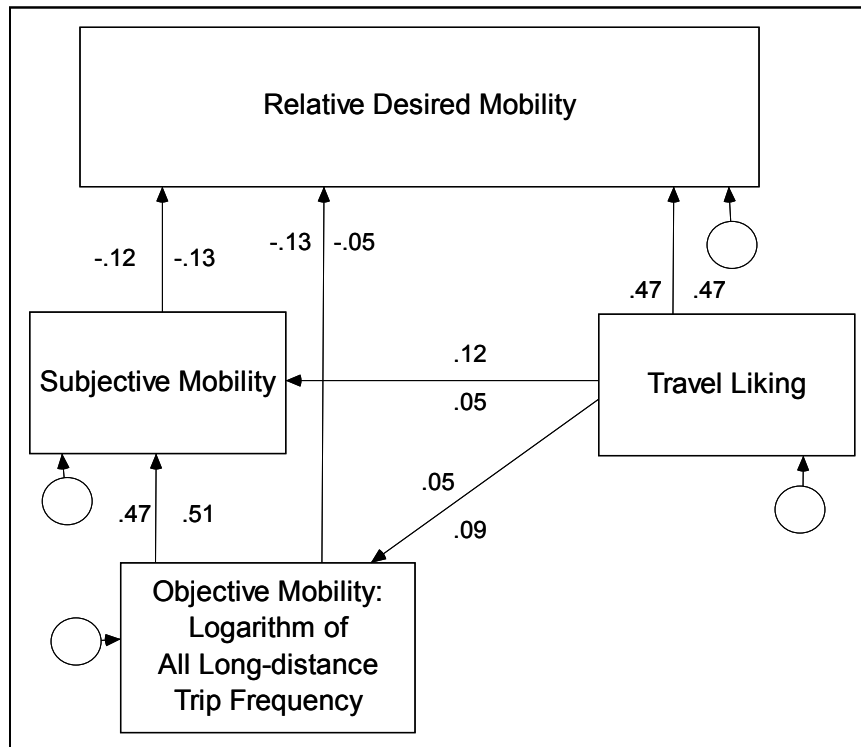 Relative Desired Mobility
-.12 -.13
-.13 -.05
.47 .47
Subjective Mobility
.12
.05
Travel Liking
.05
.09
.47 .51
Objective Mobility:
Logarithm of
All Long-distance
Trip Frequency